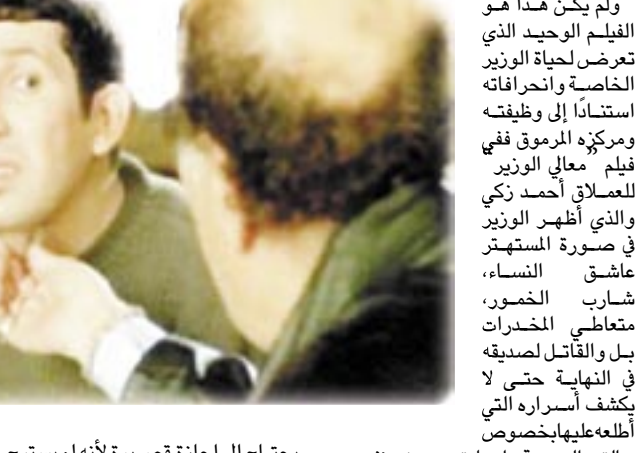 ولم يكن هذا هو
الفيلم الوحيد الذي
تعرض لحياة الوزير
الخاصة وانحرافاته
استنادًا إلى وظيفته
ومركزه المرموق ففي
فيلم "معالي الوزير"
للعملاق أحمد زكي
والذي أظهر الوزير
في صورة المستهتر
عاشق النساء،
شارب الخمور،
متعاطي المخدرات
بل والقاتل لصديقه
في النهاية حتى لا
يكشف أسراره التي
أطلعه عليها بخصوص